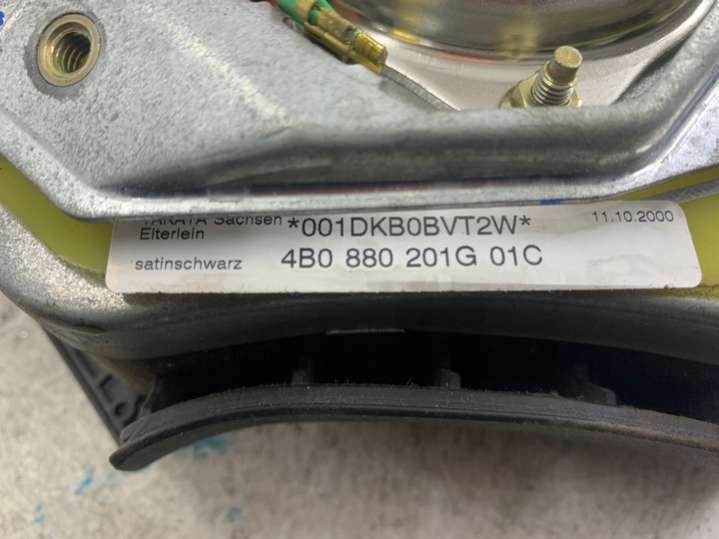 TAKATA Sachsen *001DKB0BVT2W* 11.10.2000
Elterlein
satinschwarz 4B0 880 201G 01C